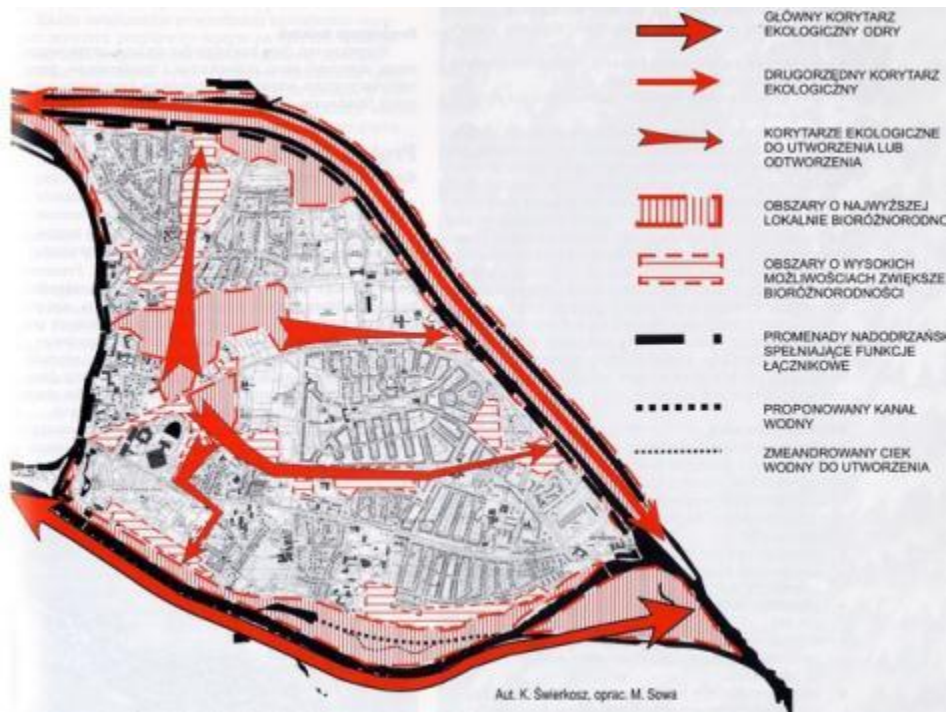 GŁÓWNY KORYTARZ
EKOLOGICZNY ODRY
DRUGORZĘDNY KORYTARZ
EKOLOGICZNY
KORYTARZE EKOLOGICZNE
DO UTWORZENIA LUB
ODTWORZENIA
OBSZARY O NAJWYŻSZEJ
LOKALNIE BIORÓŻNORODNO
OBSZARY O WYSOKICH
MOŻLIWOŚCIACH ZWIĘKSZE
BIORÓŻNORODNOŚCI
PROMENADY NADODRZAŃSK
SPEŁNIAJĄCE FUNKCJE
ŁĄCZNIKOWE
PROPONOWANY KANAŁ
WODNY
ZMEANDROWANY CIEK
WODNY DO UTWORZENIA
Aut. K. Świerkosz, oprac. M. Sowa